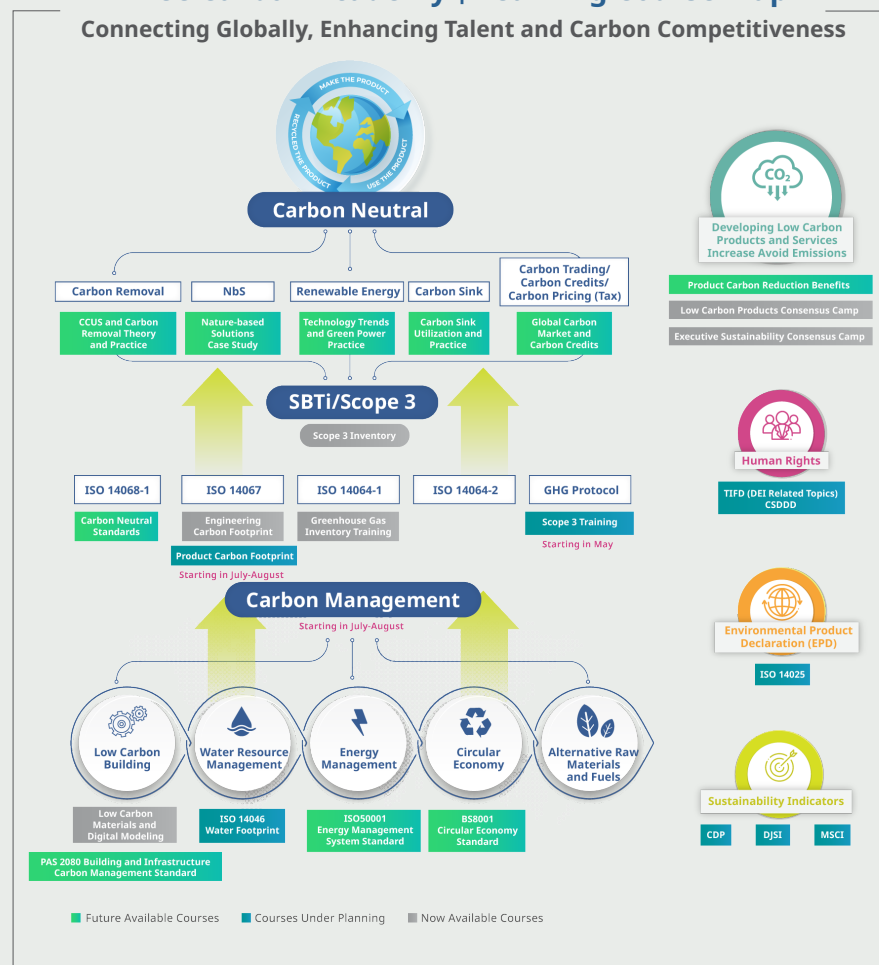 Connecting Globally, Enhancing Talent and Carbon Competitiveness
MAKE THE PRODUCT
USE THE PRODUCT
RECYCLED THE PRODUCT
Carbon Neutral
Carbon Removal
NbS
Renewable Energy
Carbon Sink
Carbon Trading/
Carbon Credits/
Carbon Pricing (Tax)
CCUS and Carbon
Removal Theory
and Practice
Nature-based
Solutions
Case Study
Technology Trends
and Green Power
Practice
Carbon Sink
Utilization and
Practice
Global Carbon
Market and
Carbon Credits
SBTi/Scope 3
Scope 3 Inventory
ISO 14068-1
ISO 14067
ISO 14064-1
ISO 14064-2
GHG Protocol
Carbon Neutral
Standards
Engineering
Carbon Footprint
Product Carbon Footprint
Starting in July-August
Greenhouse Gas
Inventory Training
Scope 3 Training
Starting in May
Carbon Management
Starting in July-August
Low Carbon
Building
Water Resource
Management
Energy
Management
Circular
Economy
Alternative Raw
Materials
and Fuels
Low Carbon
Materials and
Digital Modeling
PAS 2080 Building and Infrastructure
Carbon Management Standard
ISO 14046
Water Footprint
ISO50001
Energy Management
System Standard
BS8001
Circular Economy
Standard
CO₂
Developing Low Carbon
Products and Services
Increase Avoid Emissions
Product Carbon Reduction Benefits
Low Carbon Products Consensus Camp
Executive Sustainability Consensus Camp
Human Rights
TIFD (DEI Related Topics)
CSDDD
Environmental Product
Declaration (EPD)
ISO 14025
Sustainability Indicators
CDP
DJSI
MSCI
Future Available Courses
Courses Under Planning
Now Available Courses